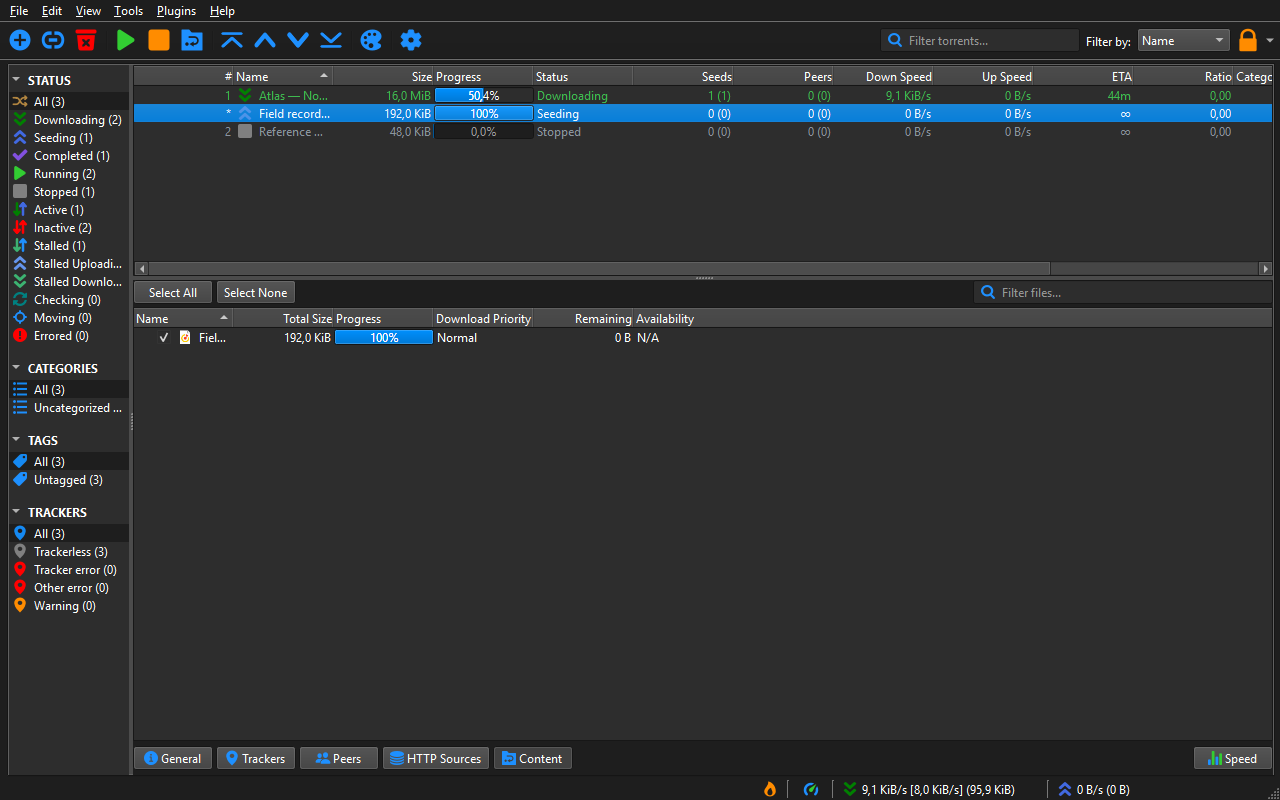 File Edit View Tools Plugins Help
Filter torrents... Filter by: Name
STATUS
All (3)
Downloading (2)
Seeding (1)
Completed (1)
Running (2)
Stopped (1)
Active (1)
Inactive (2)
Stalled (1)
Stalled Uploadi...
Stalled Downlo...
Checking (0)
Moving (0)
Errored (0)
CATEGORIES
All (3)
Uncategorized ...
TAGS
All (3)
Untagged (3)
TRACKERS
All (3)
Trackerless (3)
Tracker error (0)
Other error (0)
Warning (0)
# Name Size Progress Status Seeds Peers Down Speed Up Speed ETA Ratio Catego
1 Atlas — No... 16,0 MiB 50,4% Downloading 1 (1) 0 (0) 9,1 KiB/s 0 B/s 44m 0,00
* Field record... 192,0 KiB 100% Seeding 0 (0) 0 (0) 0 B/s 0 B/s ∞ 0,00
2 Reference ... 48,0 KiB 0,0% Stopped 0 (0) 0 (0) 0 B/s 0 B/s ∞ 0,00
Select All Select None Filter files...
Name Total Size Progress Download Priority Remaining Availability
Fiel... 192,0 KiB 100% Normal 0 B N/A
General Trackers Peers HTTP Sources Content Speed
9,1 KiB/s [8,0 KiB/s] (95,9 KiB) 0 B/s (0 B)